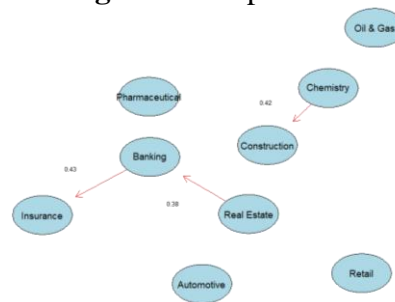 Oil & Gas
Chemistry
Pharmaceutical
0.42
Construction
Banking
0.43
0.38
Insurance
Real Estate
Retail
Automotive